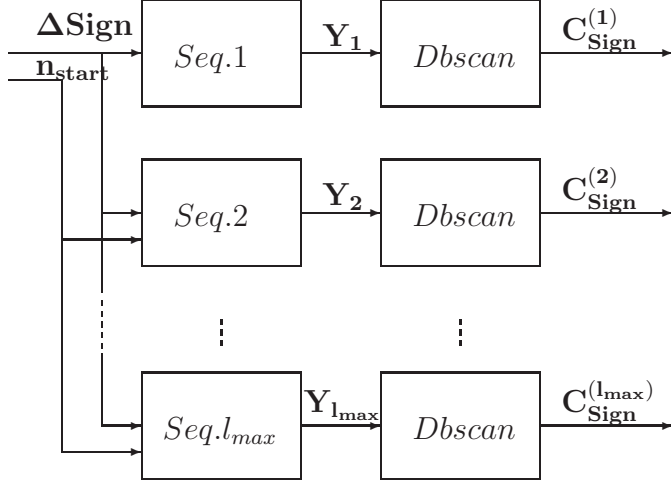 ΔSign
n_start
Seq.1
Y_1
Dbscan
C_Sign^(1)
Seq.2
Y_2
Dbscan
C_Sign^(2)
Seq.l_max
Y_l_max
Dbscan
C_Sign^(l_max)